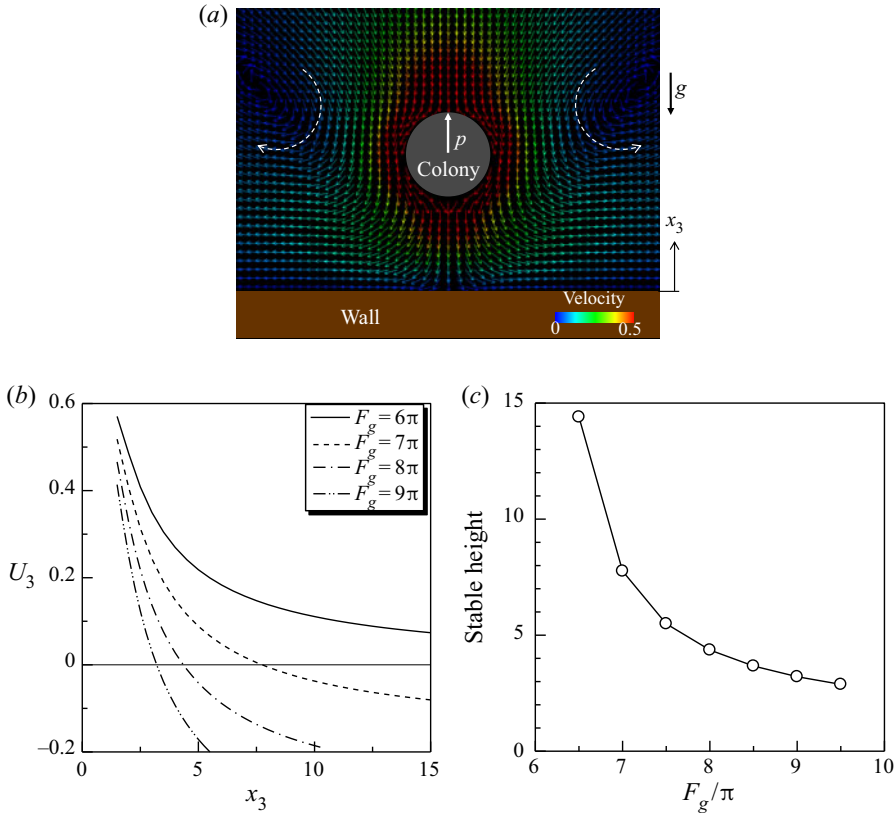 (a)
g
p
Colony
x3
Velocity
Wall
0 0.5
(b)
0.6
0.4
U3 0.2
0
–0.2
0 5 10 15
x3
Fg = 6π
Fg = 7π
Fg = 8π
Fg = 9π
(c)
15
10
5
0
Stable height
6 7 8 9 10
Fg/π